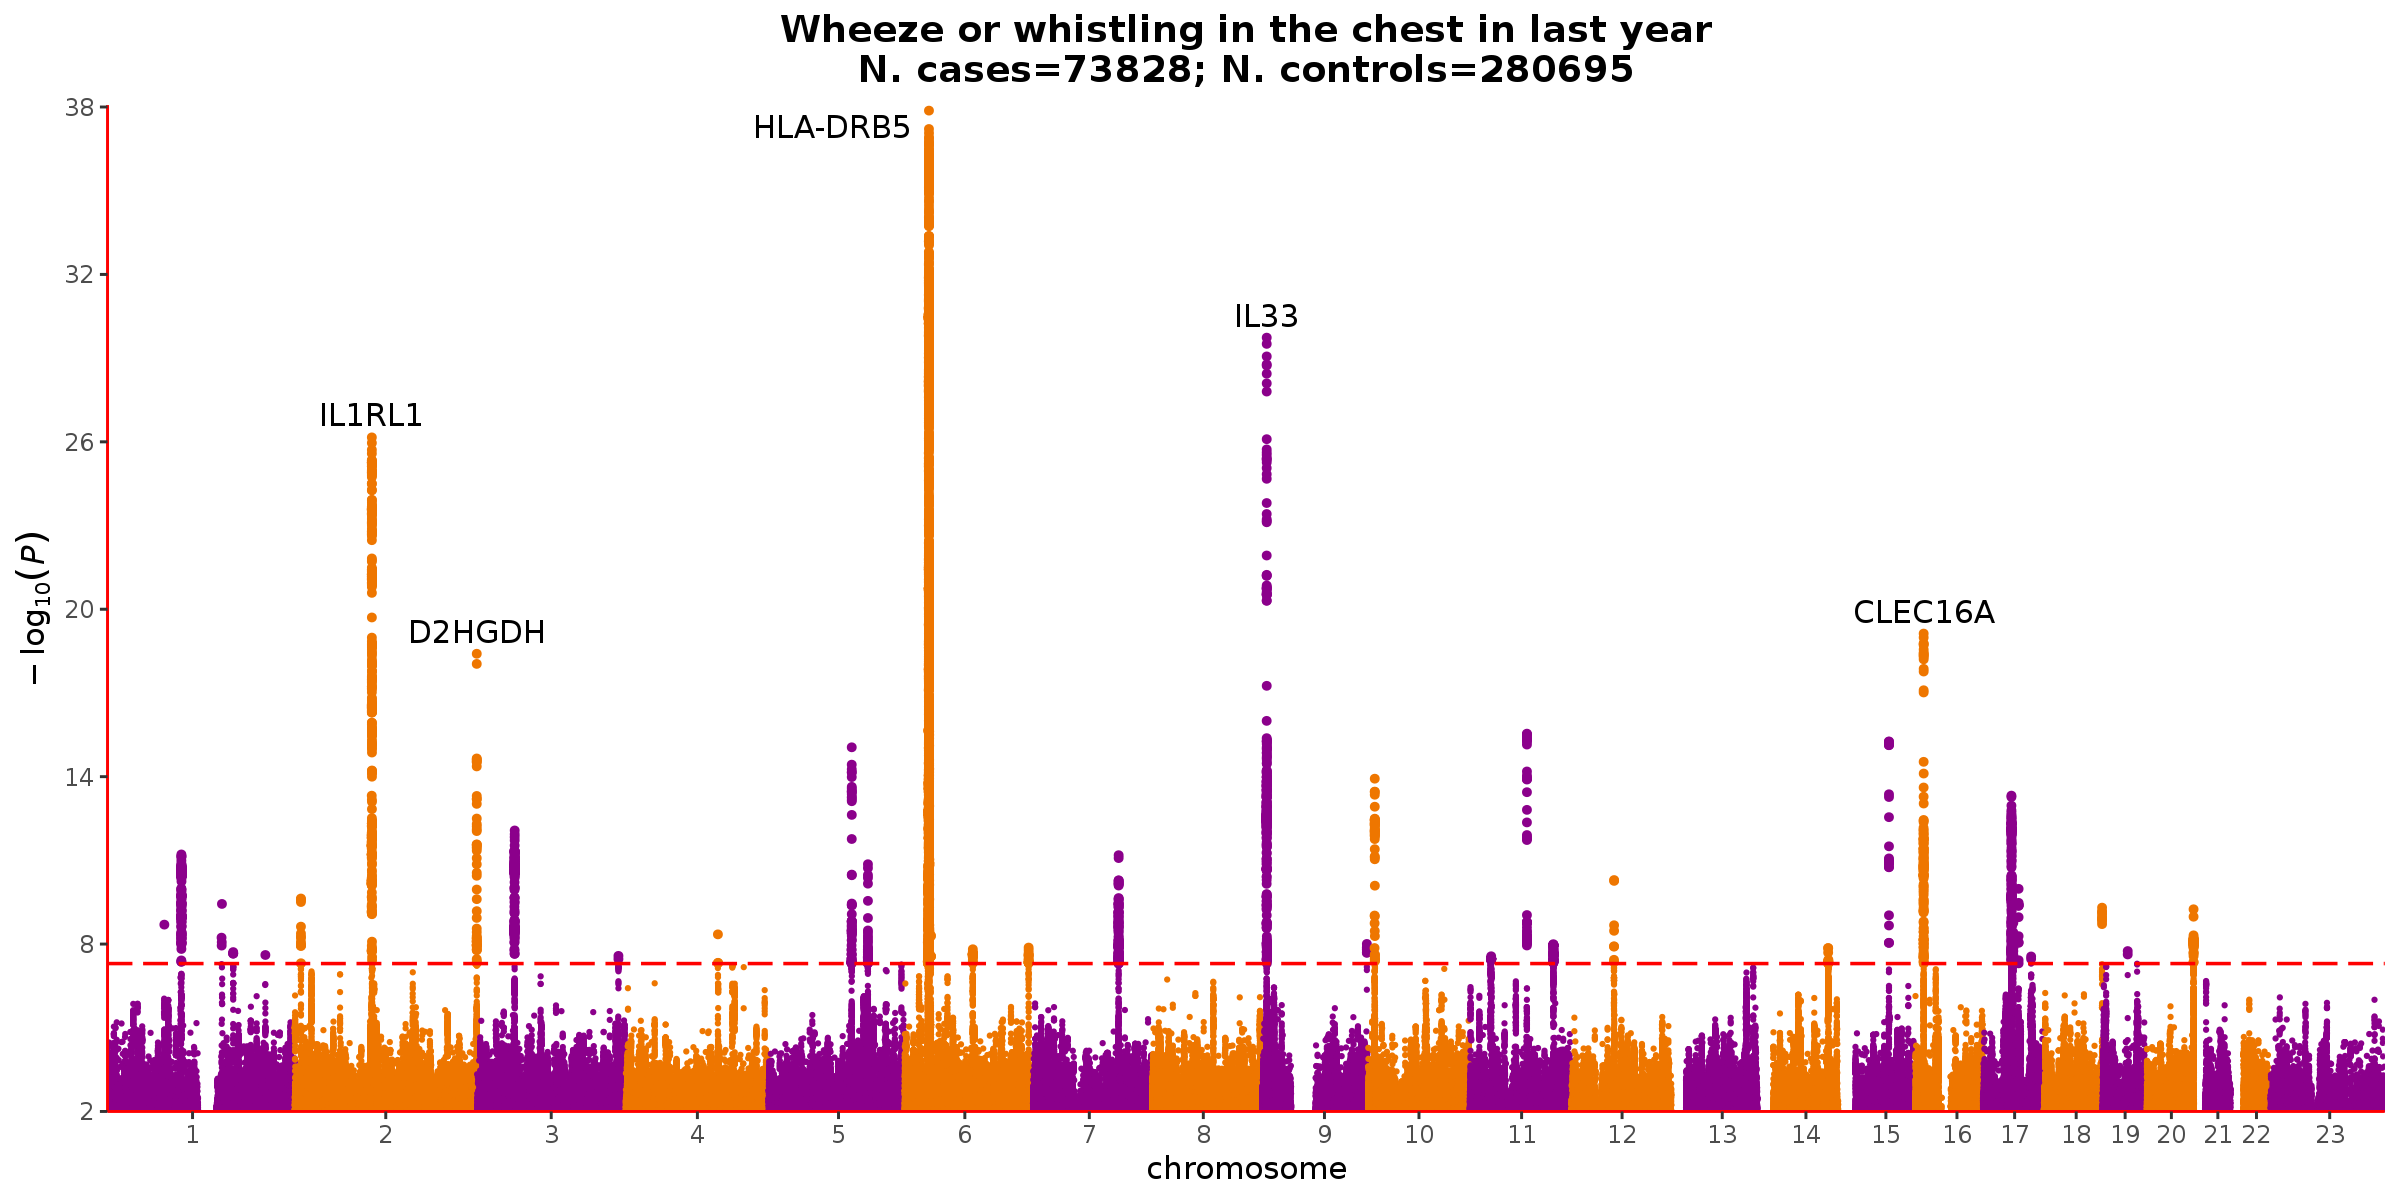 Wheeze or whistling in the chest in last year
N. cases=73828; N. controls=280695
38
HLA-DRB5
32
IL33
IL1RL1
26
−log10(P)
20
D2HGDH
CLEC16A
14
8
2
1 2 3 4 5 6 7 8 9 10 11 12 13 14 15 16 17 18 19 20 21 22 23
chromosome